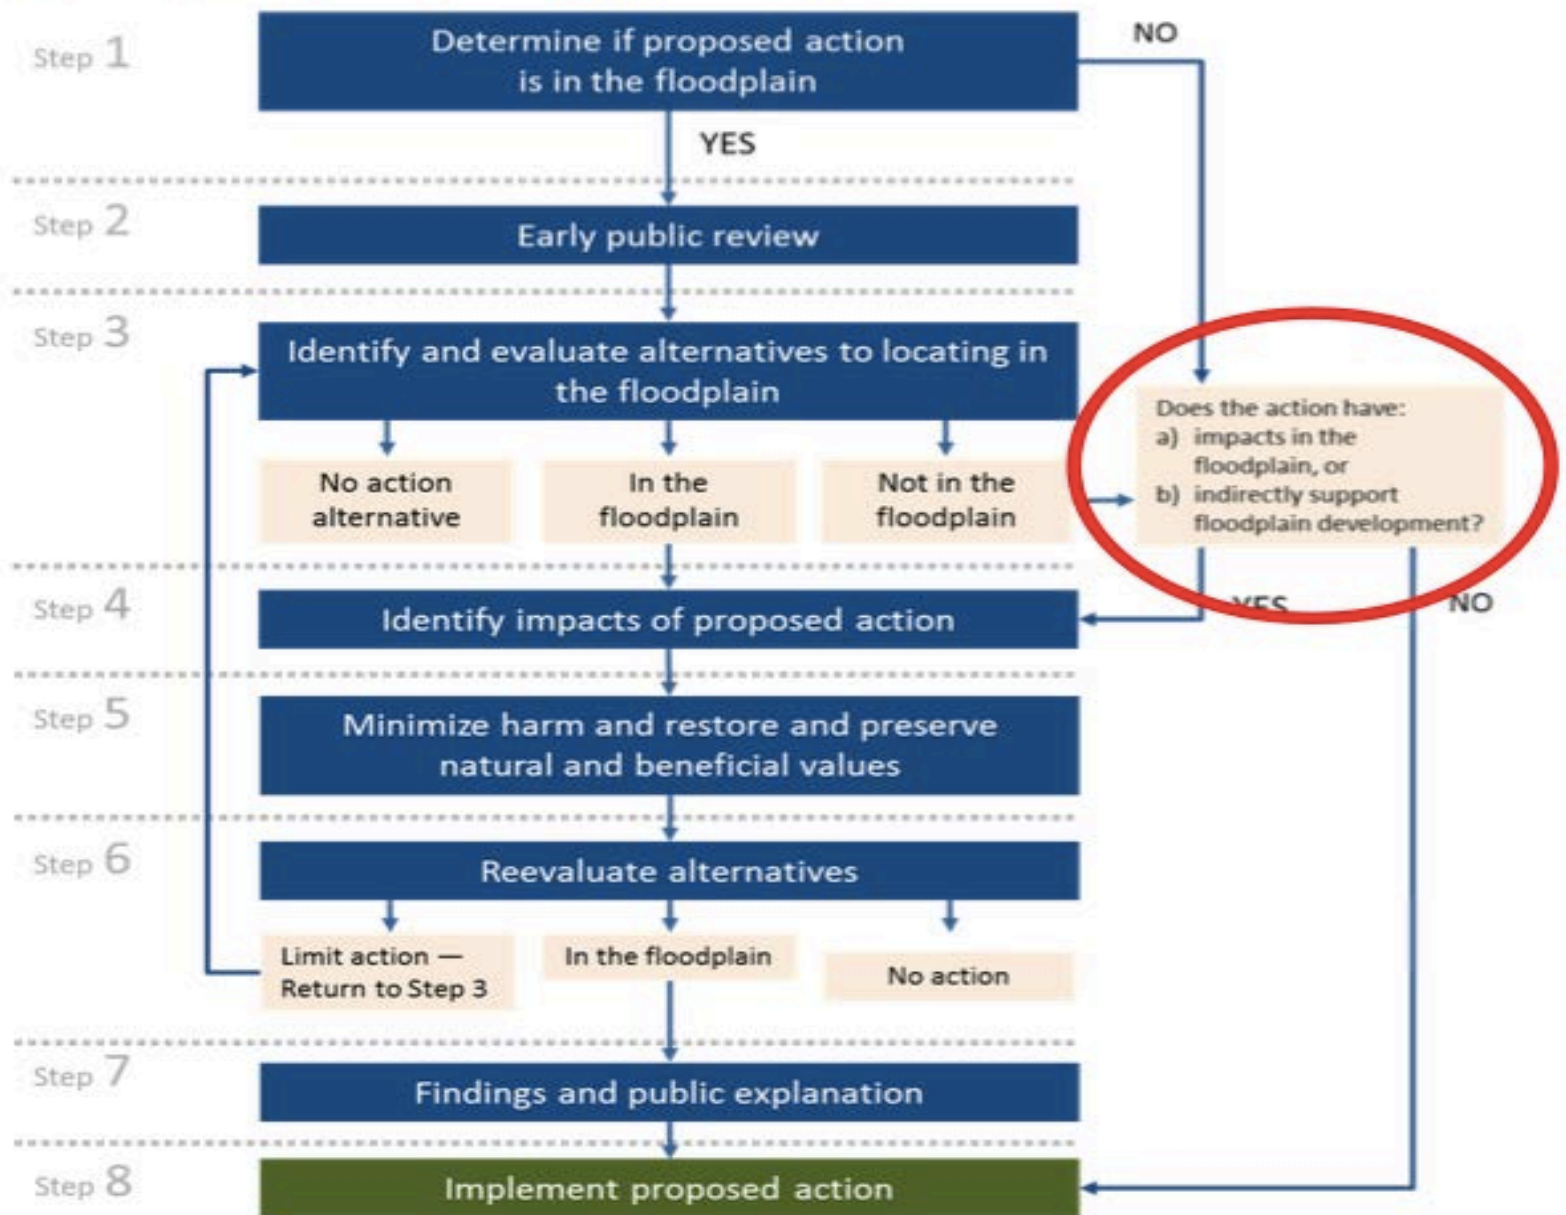 Step 1
Determine if proposed action
is in the floodplain
NO
YES
Step 2
Early public review
Step 3
Identify and evaluate alternatives to locating in
the floodplain
No action
alternative
In the
floodplain
Not in the
floodplain
Does the action have:
a) impacts in the
floodplain, or
b) indirectly support
floodplain development?
YES
NO
Step 4
Identify impacts of proposed action
Step 5
Minimize harm and restore and preserve
natural and beneficial values
Step 6
Reevaluate alternatives
Limit action —
Return to Step 3
In the floodplain
No action
Step 7
Findings and public explanation
Step 8
Implement proposed action